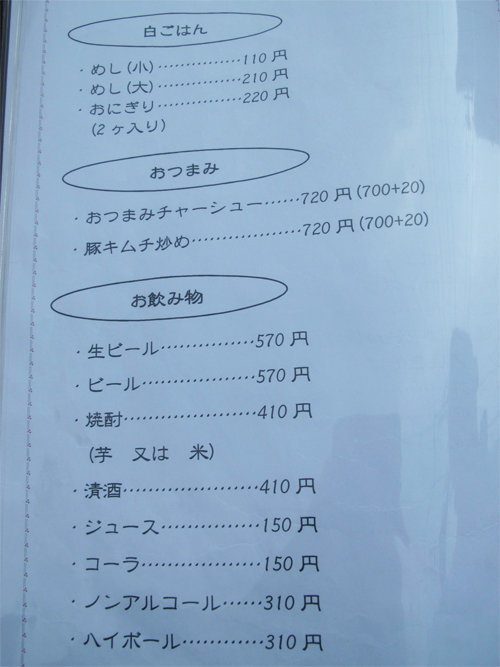 白ごはん
・めし(小)……………110円
・めし(大)……………210円
・おにぎり……………220円
(2ヶ入り)
おつまみ
・おつまみチャーシュー……720円(700+20)
・豚キムチ炒め………………720円(700+20)
お飲み物
・生ビール……………570円
・ビール………………570円
・焼酎…………………410円
(芋 又は 米)
・清酒…………………410円
・ジュース……………150円
・コーラ………………150円
・ノンアルコール……310円
・ハイボール…………310円